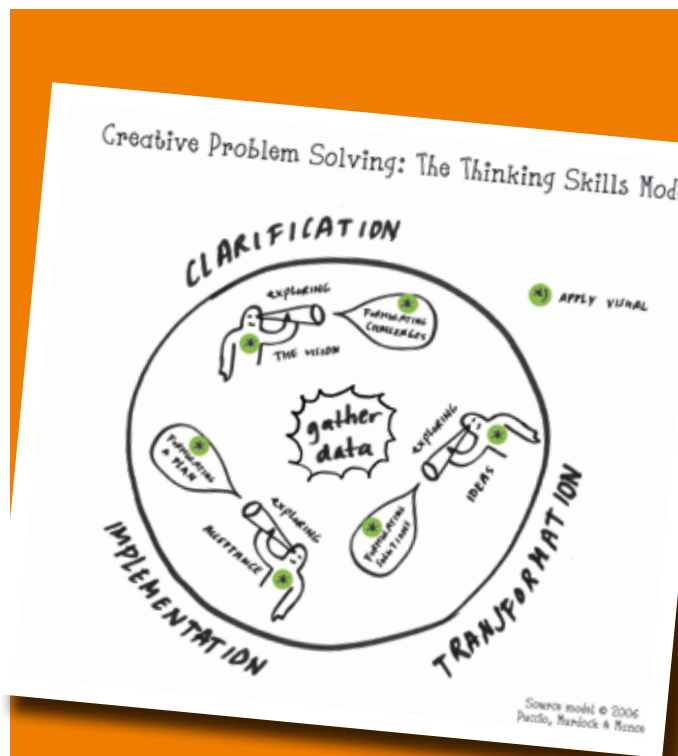 Creative Problem Solving: The Thinking Skills Mod
CLARIFICATION
*) APPLY VISUAL
EXPLORING
THE VISION
*
FORMULATING
CHALLENGES
*
gather
data
EXPLORING
IDEAS
*
FORMULATING
SOLUTIONS
*
TRANSFORMATION
EXPLORING
ACCEPTANCE
*
FORMULATING
A PLAN
*
IMPLEMENTATION
Source model © 2006
Puccio, Murdock & Mance